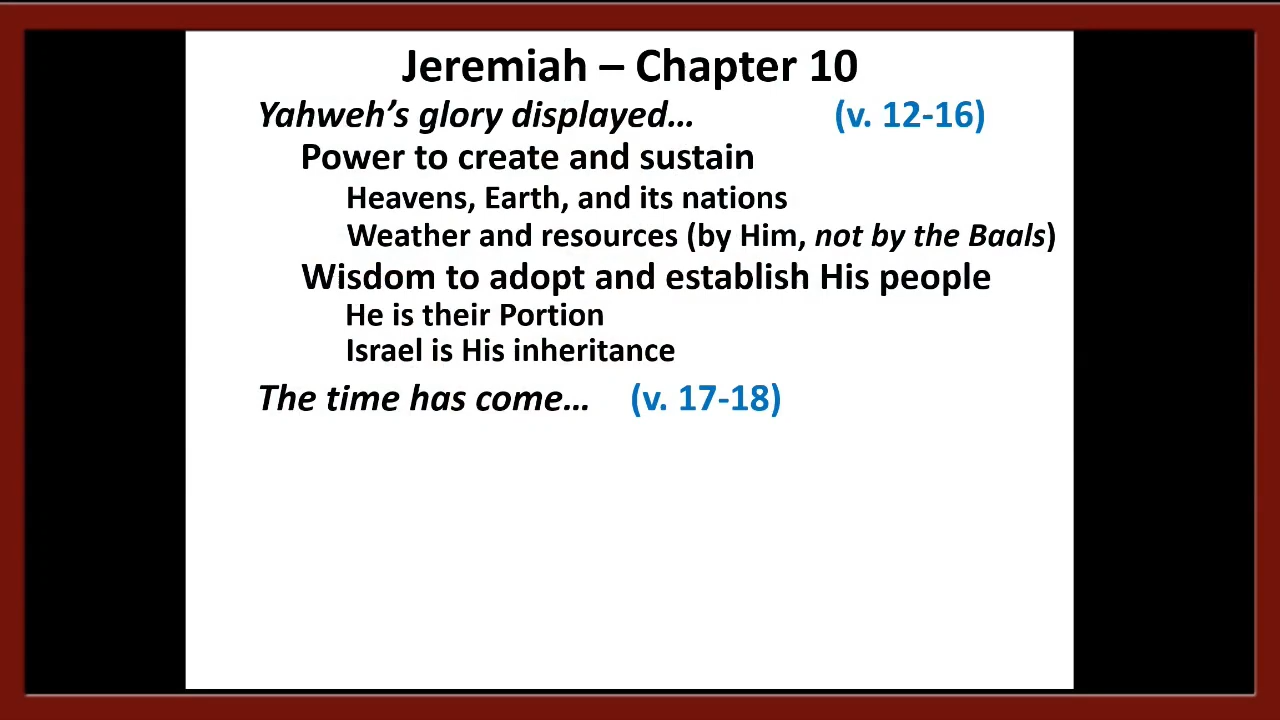 Jeremiah – Chapter 10
Yahweh's glory displayed... (v. 12-16)
Power to create and sustain
Heavens, Earth, and its nations
Weather and resources (by Him, not by the Baals)
Wisdom to adopt and establish His people
He is their Portion
Israel is His inheritance
The time has come... (v. 17-18)